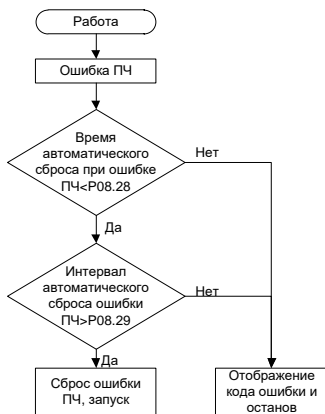 Работа
Ошибка ПЧ
Время
автоматического
сброса при ошибке
ПЧ<P08.28
Нет
Да
Интервал
автоматического
сброса ошибки
ПЧ>P08.29
Нет
Да
Сброс ошибки
ПЧ, запуск
Отображение
кода ошибки и
останов